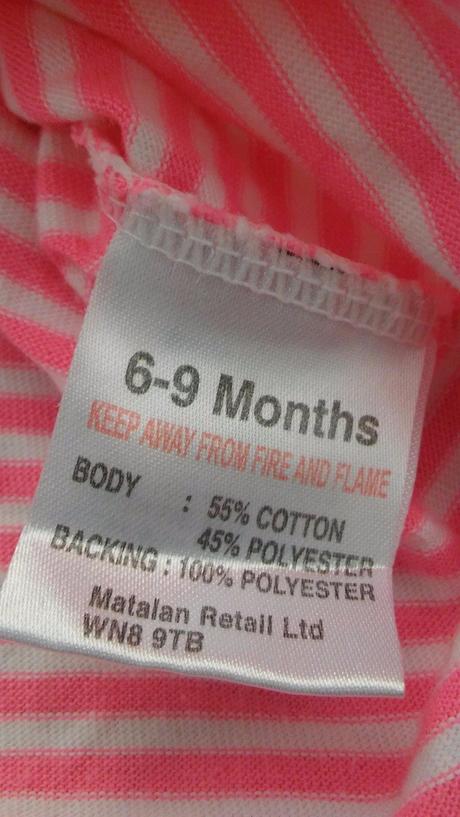 6-9 Months
KEEP AWAY FROM FIRE AND FLAME
BODY : 55% COTTON
45% POLYESTER
BACKING : 100% POLYESTER
Matalan Retail Ltd
WN8 9TB